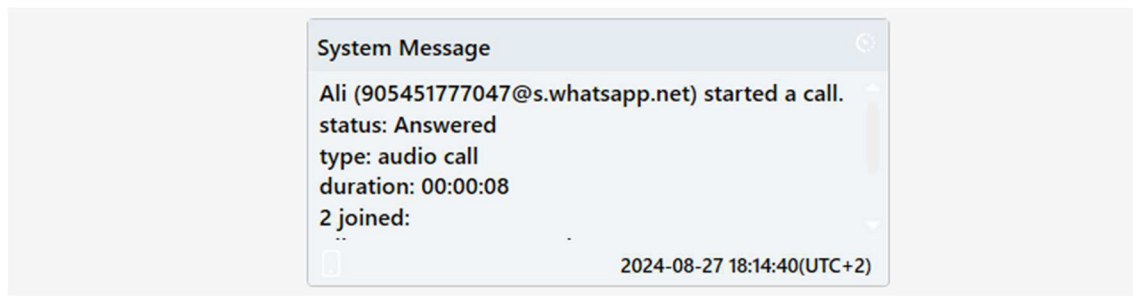 System Message
Ali (905451777047@s.whatsapp.net) started a call.
status: Answered
type: audio call
duration: 00:00:08
2 joined:
2024-08-27 18:14:40(UTC+2)